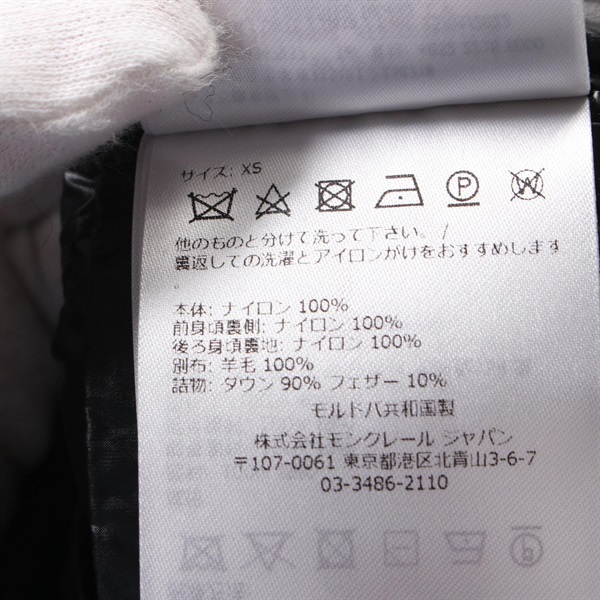 サイズ: XS
P W
他のものと分けて洗って下さい。/
裏返しての洗濯とアイロンがけをおすすめします
。
本体: ナイロン 100%
前身頃裏側: ナイロン 100%
後ろ身頃裏地: ナイロン 100%
別布: 羊毛 100%
詰物: ダウン 90% フェザー 10%
モルドバ共和国製
株式会社モンクレール ジャパン
〒107-0061 東京都港区北青山3-6-7
03-3486-2110